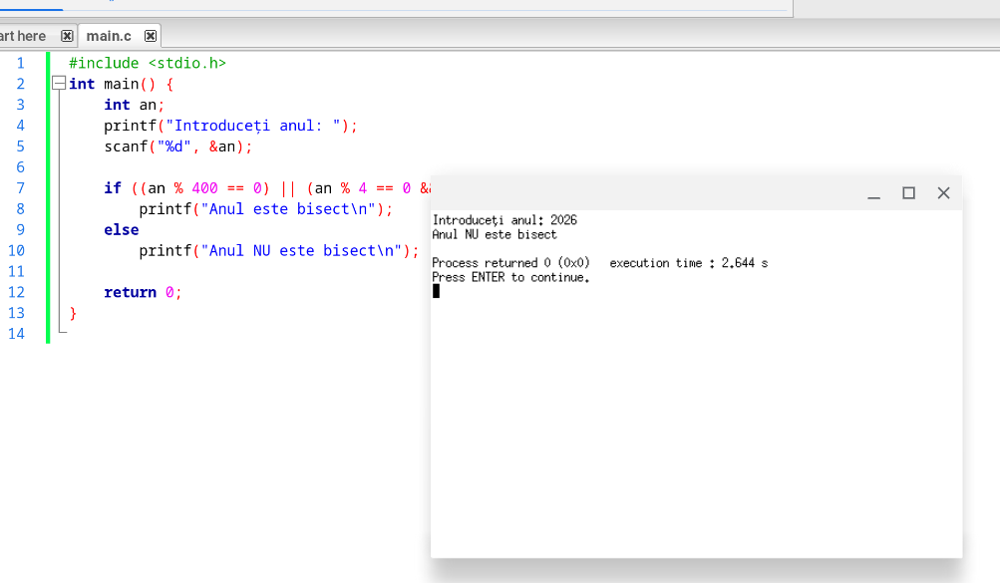 art here main.c
1 #include <stdio.h>
2 int main() {
3 int an;
4 printf("Introduceți anul: ");
5 scanf("%d", &an);
6
7 if ((an % 400 == 0) || (an % 4 == 0 &&
8 printf("Anul este bisect\n");
9 else
10 printf("Anul NU este bisect\n");
11
12 return 0;
13 }
14
Introduceți anul: 2026
Anul NU este bisect
Process returned 0 (0x0) execution time : 2.644 s
Press ENTER to continue.